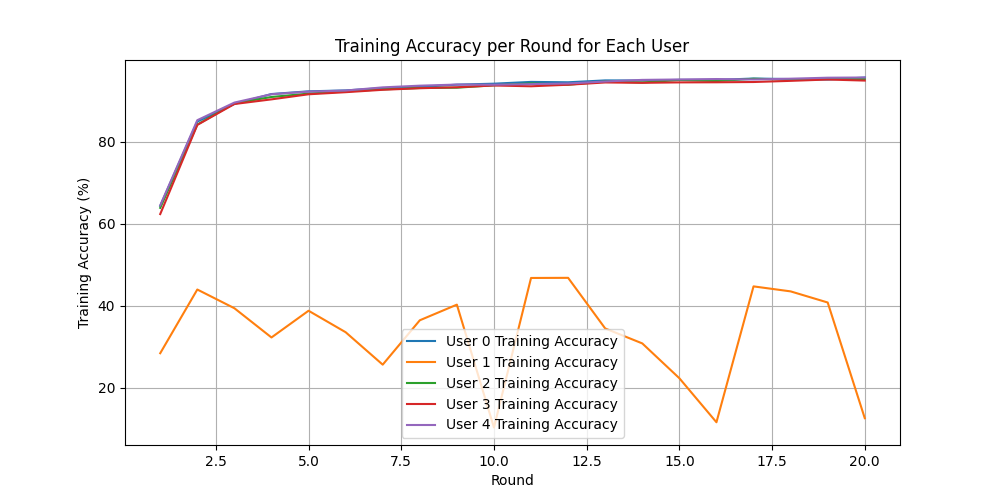 Training Accuracy per Round for Each User
Training Accuracy (%)
80
60
40
20
User 0 Training Accuracy
User 1 Training Accuracy
User 2 Training Accuracy
User 3 Training Accuracy
User 4 Training Accuracy
2.5 5.0 7.5 10.0 12.5 15.0 17.5 20.0
Round